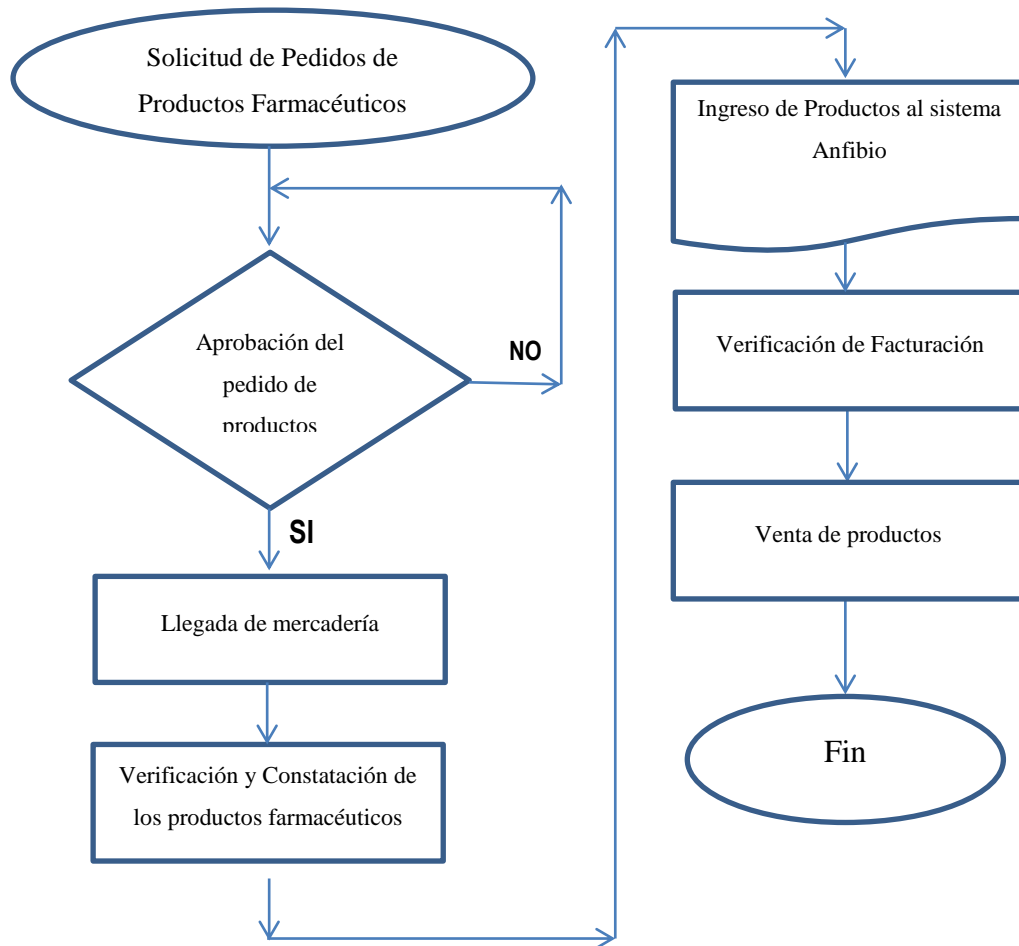 Solicitud de Pedidos de
Productos Farmacéuticos
Aprobación del
pedido de
productos
NO
SI
Llegada de mercadería
Verificación y Constatación de
los productos farmacéuticos
Ingreso de Productos al sistema
Anfibio
Verificación de Facturación
Venta de productos
Fin